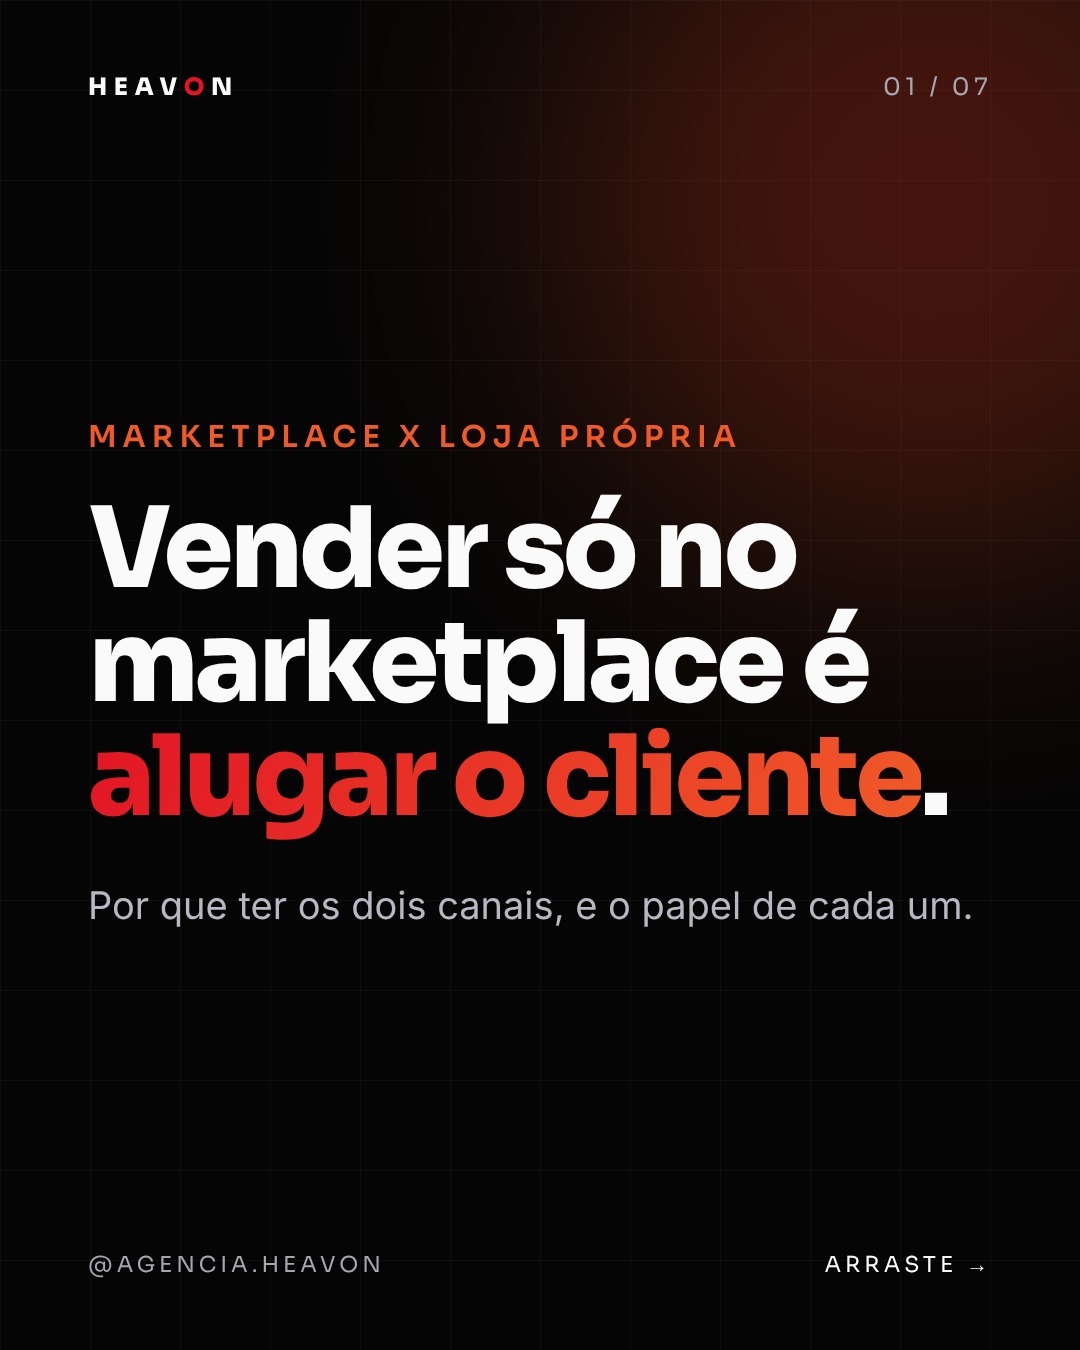 HEAVON
01 / 07
MARKETPLACE X LOJA PRÓPRIA
Vender só no
marketplace é
alugar o cliente.
Por que ter os dois canais, e o papel de cada um.
@AGENCIA.HEAVON
ARRASTE →